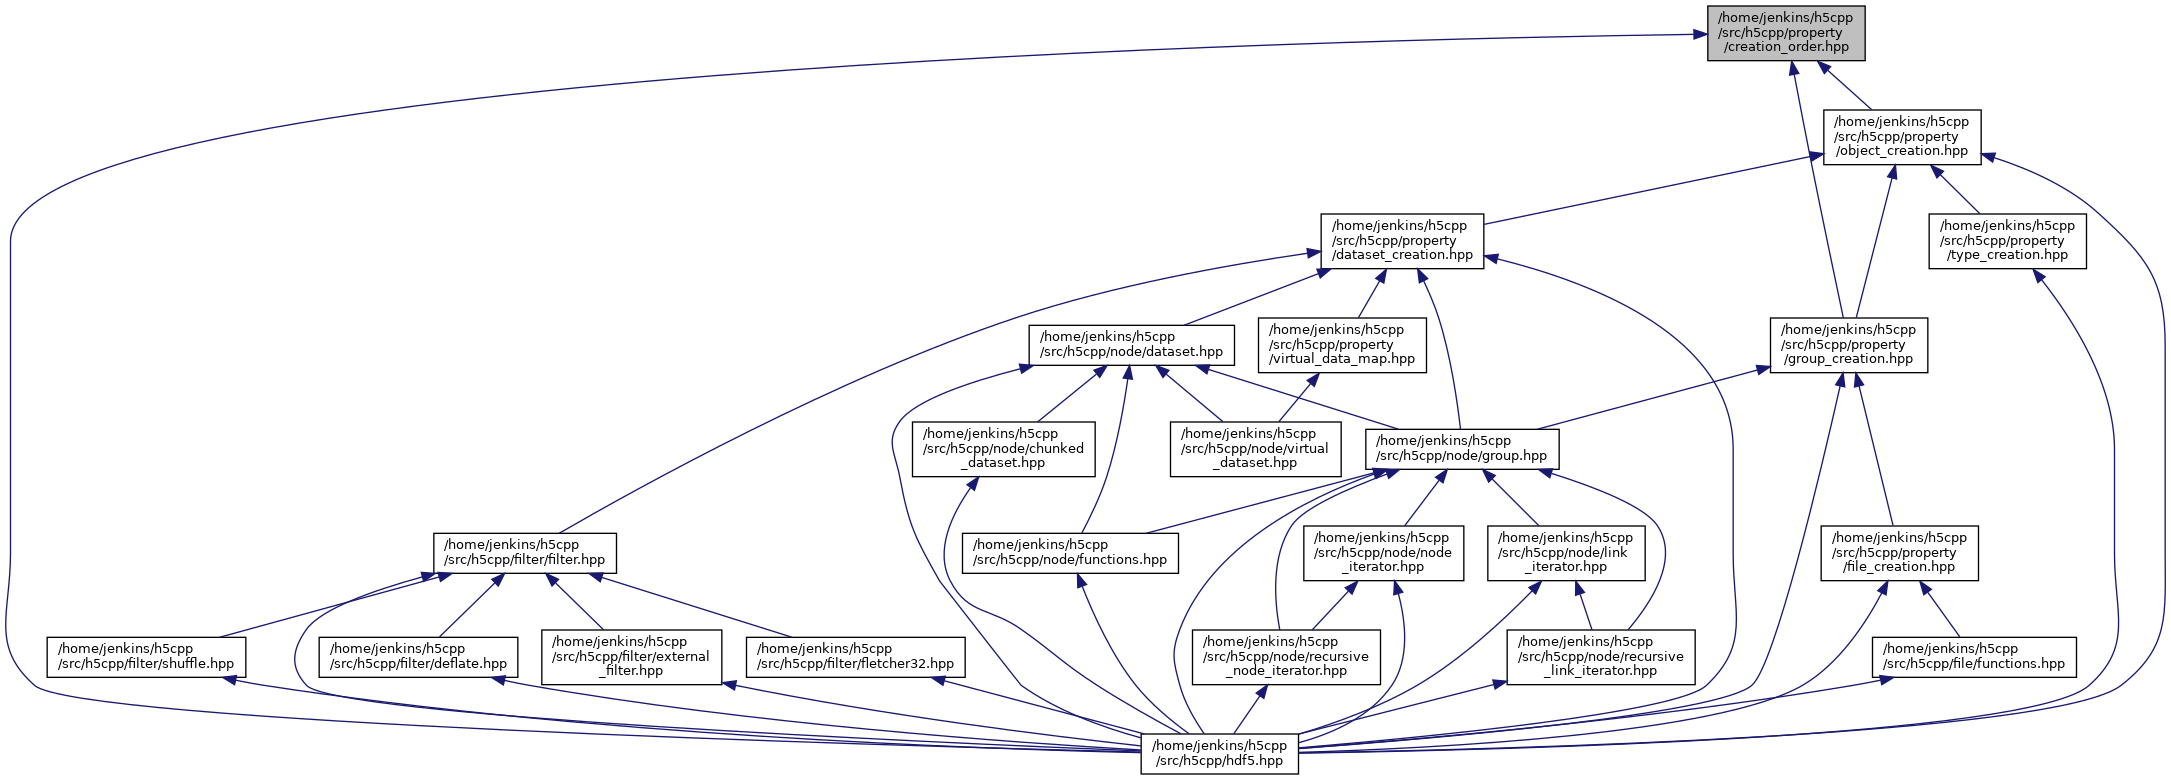 /home/jenkins/h5cpp
/src/h5cpp/property
/creation_order.hpp
/home/jenkins/h5cpp
/src/h5cpp/property
/object_creation.hpp
/home/jenkins/h5cpp
/src/h5cpp/property
/dataset_creation.hpp
/home/jenkins/h5cpp
/src/h5cpp/property
/type_creation.hpp
/home/jenkins/h5cpp
/src/h5cpp/node/dataset.hpp
/home/jenkins/h5cpp
/src/h5cpp/property
/virtual_data_map.hpp
/home/jenkins/h5cpp
/src/h5cpp/property
/group_creation.hpp
/home/jenkins/h5cpp
/src/h5cpp/node/chunked
_dataset.hpp
/home/jenkins/h5cpp
/src/h5cpp/node/virtual
_dataset.hpp
/home/jenkins/h5cpp
/src/h5cpp/node/group.hpp
/home/jenkins/h5cpp
/src/h5cpp/filter/filter.hpp
/home/jenkins/h5cpp
/src/h5cpp/node/functions.hpp
/home/jenkins/h5cpp
/src/h5cpp/node/node
_iterator.hpp
/home/jenkins/h5cpp
/src/h5cpp/node/link
_iterator.hpp
/home/jenkins/h5cpp
/src/h5cpp/property
/file_creation.hpp
/home/jenkins/h5cpp
/src/h5cpp/filter/shuffle.hpp
/home/jenkins/h5cpp
/src/h5cpp/filter/deflate.hpp
/home/jenkins/h5cpp
/src/h5cpp/filter/external
_filter.hpp
/home/jenkins/h5cpp
/src/h5cpp/filter/fletcher32.hpp
/home/jenkins/h5cpp
/src/h5cpp/node/recursive
_node_iterator.hpp
/home/jenkins/h5cpp
/src/h5cpp/node/recursive
_link_iterator.hpp
/home/jenkins/h5cpp
/src/h5cpp/file/functions.hpp
/home/jenkins/h5cpp
/src/h5cpp/hdf5.hpp